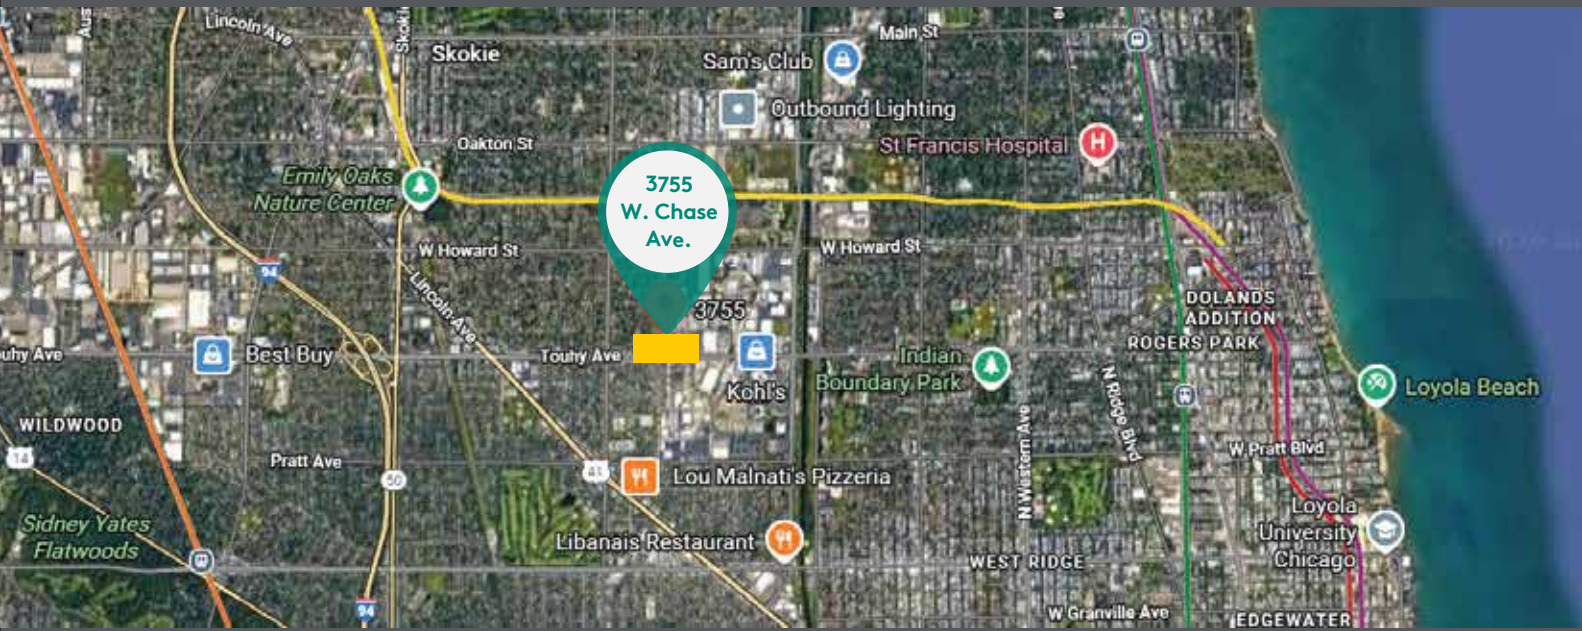 Aus
Lincoln Ave
Skokie
Skokie
Main St
Sam's Club
Outbound Lighting
Oakton St
St Francis Hospital
H
Emily Oaks
Nature Center
3755
W. Chase
Ave.
W Howard St
W Howard St
94
Lincoln Ave
3755
DOLANDS
ADDITION
ROGERS PARK
uhy Ave
Best Buy
Touhy Ave
Kohl's
Indian
Boundary Park
Loyola Beach
N Ridge Blvd
N Western Ave
WILDWOOD
14
Pratt Ave
50
41
Lou Malnati's Pizzeria
W Pratt Blvd
Sidney Yates
Flatwoods
Libanais Restaurant
Loyola
University
Chicago
WEST RIDGE
94
W Granville Ave
EDGEWATER